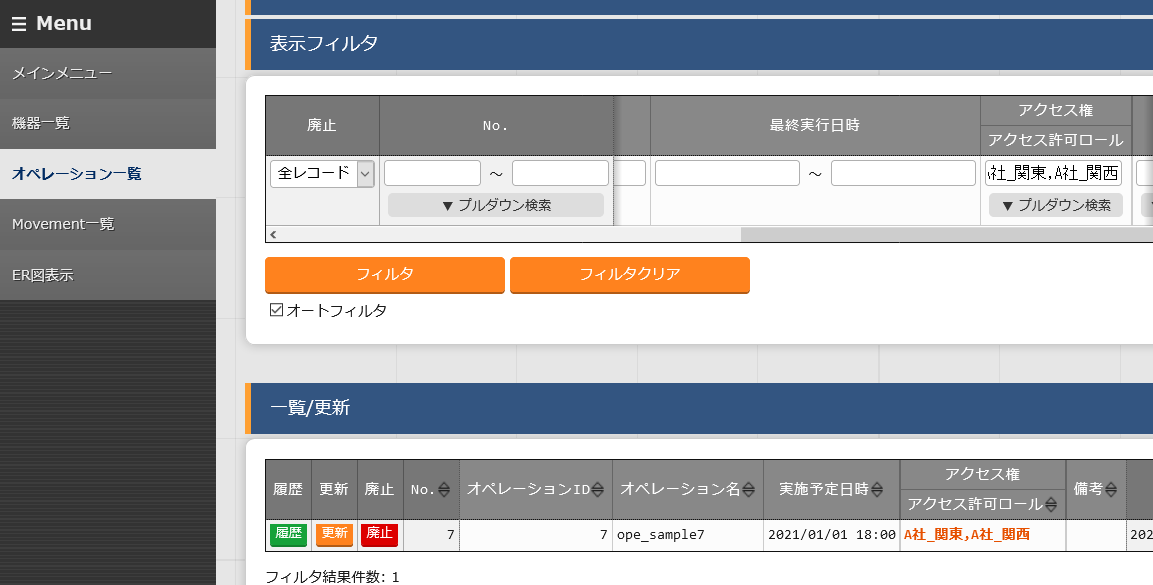 Menu
メインメニュー
機器一覧
オペレーション一覧
Movement一覧
ER図表示
表示フィルタ
廃止 No. 最終実行日時 アクセス権
アクセス許可ロール
全レコード ～ ～ 社_関東,A社_関西
▼ プルダウン検索 ▼ プルダウン検索
フィルタ フィルタクリア
オートフィルタ
一覧/更新
履歴 更新 廃止 No. オペレーションID オペレーション名 実施予定日時 アクセス権 備考
アクセス許可ロール
履歴 更新 廃止 7 7 ope_sample7 2021/01/01 18:00 A社_関東,A社_関西 202
フィルタ結果件数: 1